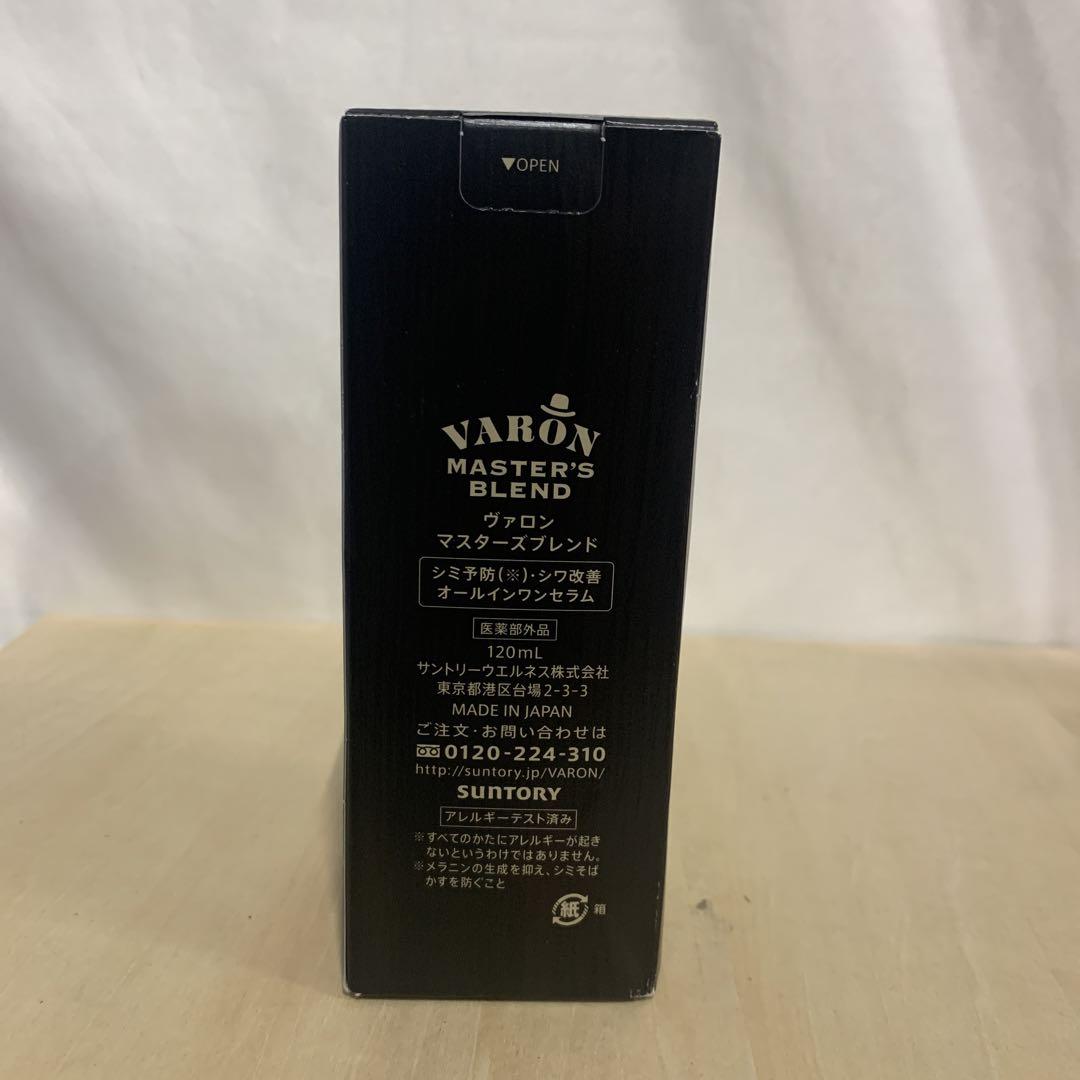 ▼OPEN
VARON
MASTER'S
BLEND
ヴァロン
マスターズブレンド
シミ予防(※)・シワ改善
オールインワンセラム
医薬部外品
120mL
サントリーウエルネス株式会社
東京都港区台場2-3-3
MADE IN JAPAN
ご注文・お問い合わせは
0120-224-310
http://suntory.jp/VARON/
SUNTORY
アレルギーテスト済み
※すべてのかたにアレルギーが起き
ないというわけではありません。
※メラニンの生成を抑え、シミそば
かすを防ぐこと
紙 箱